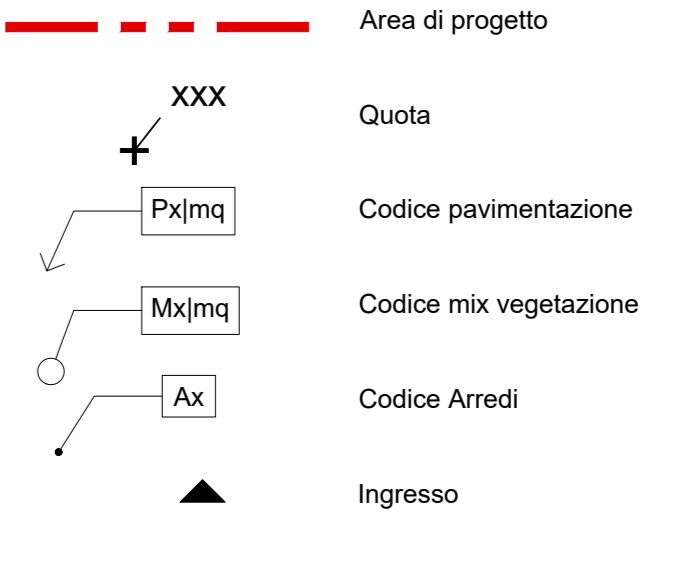 Area di progetto
XXX
Quota
Px|mq
Codice pavimentazione
Mx|mq
Codice mix vegetazione
Ax
Codice Arredi
Ingresso